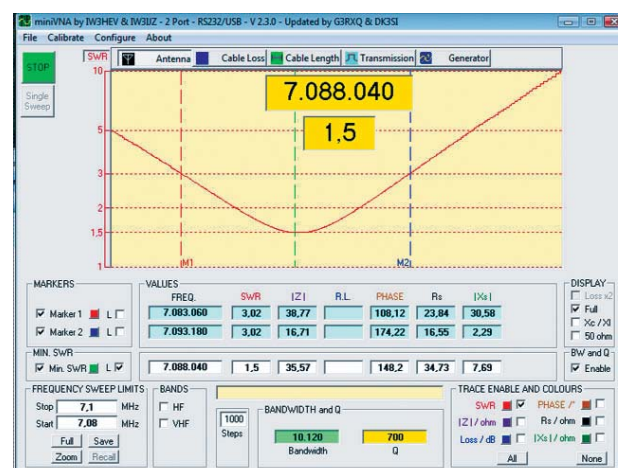 miniVNA by IW3HEV & IW3IJZ - 2 Port - RS232/USB - V 2.3.0 - Updated by G3RXQ & DK3SI
File Calibrate Configure About
STOP
Single Sweep
SWR
Antenna Cable Loss Cable Length Transmission Generator
7.088.040
1,5
10
5
3
2
1,5
1
M1 M2
MARKERS
Marker 1 L
Marker 2 L
VALUES
FREQ. SWR |Z| R.L. PHASE Rs |Xs|
7.083.060 3,02 38,77 108,12 23,84 30,58
7.093.180 3,02 16,71 174,22 16,55 2,29
DISPLAY
Loss x2
Full
Xc / Xl
50 ohm
MIN. SWR
Min. SWR L
7.088.040 1,5 35,57 148,2 34,73 7,69
BW and Q
Enable
FREQUENCY SWEEP LIMITS
Stop 7,1 MHz
Start 7,08 MHz
Full Save
Zoom Recall
BANDS
HF
VHF
1000
Steps
BANDWIDTH and Q
10.120 700
Bandwidth Q
TRACE ENABLE AND COLOURS
SWR PHASE /°
|Z| / ohm Rs / ohm
Loss / dB |Xs| / ohm
All None